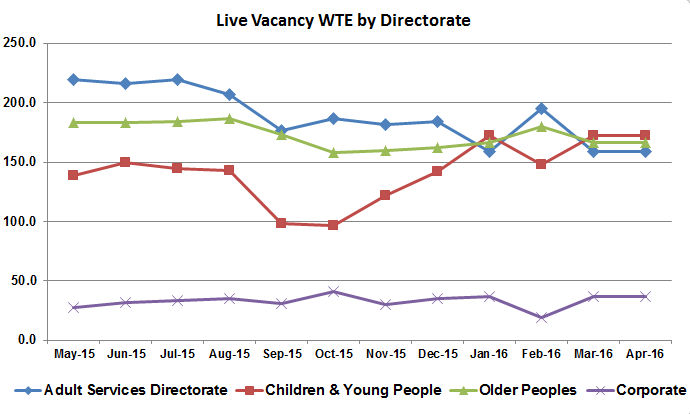 Live Vacancy WTE by Directorate
250.0
200.0
150.0
100.0
50.0
0.0
May-15 Jun-15 Jul-15 Aug-15 Sep-15 Oct-15 Nov-15 Dec-15 Jan-16 Feb-16 Mar-16 Apr-16
Adult Services Directorate Children & Young People Older Peoples Corporate